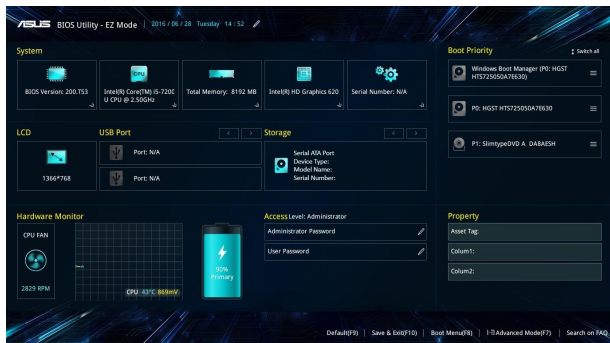 ASUS BIOS Utility - EZ Mode 2016 / 06 / 28 Tuesday 14 : 52
System
BIOS Version: 200.T53
Intel(R) Core(TM) i5-7200
U CPU @ 2.50GHz
Total Memory: 8192 MB
Intel(R) HD Graphics 620
Serial Number: N/A
Boot Priority
Switch all
Windows Boot Manager (P0: HGST
HTS725050A7E630)
P0: HGST HTS725050A7E630
P1: SlimtypeDVD A DA8AESH
LCD
1366*768
USB Port
Port: N/A
Port: N/A
Storage
Serial ATA Port
Device Type:
Model Name:
Serial Number:
Hardware Monitor
CPU FAN
2829 RPM
CPU 43°C 869mV
90%
Primary
Access Level: Administrator
Administrator Password
User Password
Property
Asset Tag:
Colum1:
Colum2:
Default(F9) Save & Exit(F10) Boot Menu(F8) Advanced Mode(F7) Search on FAQ